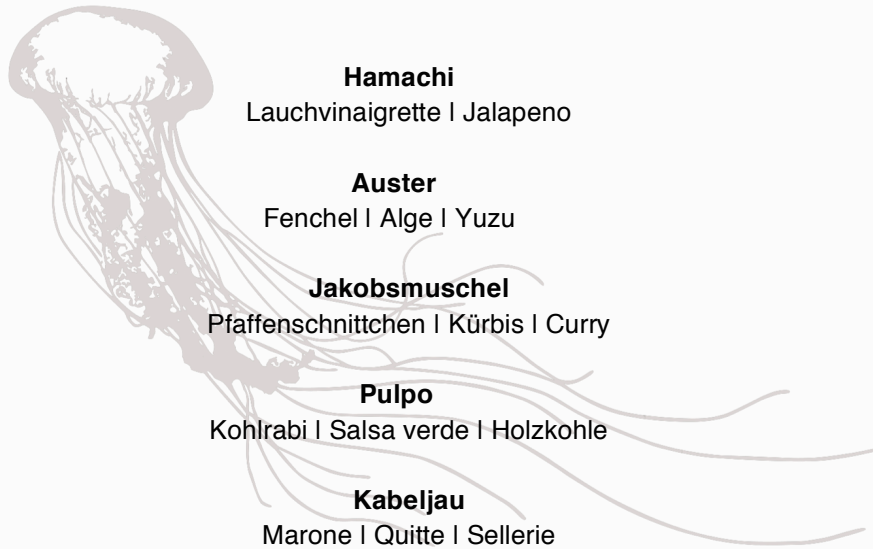 Hamachi
Lauchvinaigrette l Jalapeno
Auster
Fenchel l Alge l Yuzu
Jakobsmuschel
Pfaffenschnittchen l Kürbis l Curry
Pulpo
Kohlrabi l Salsa verde l Holzkohle
Kabeljau
Marone l Quitte l Sellerie